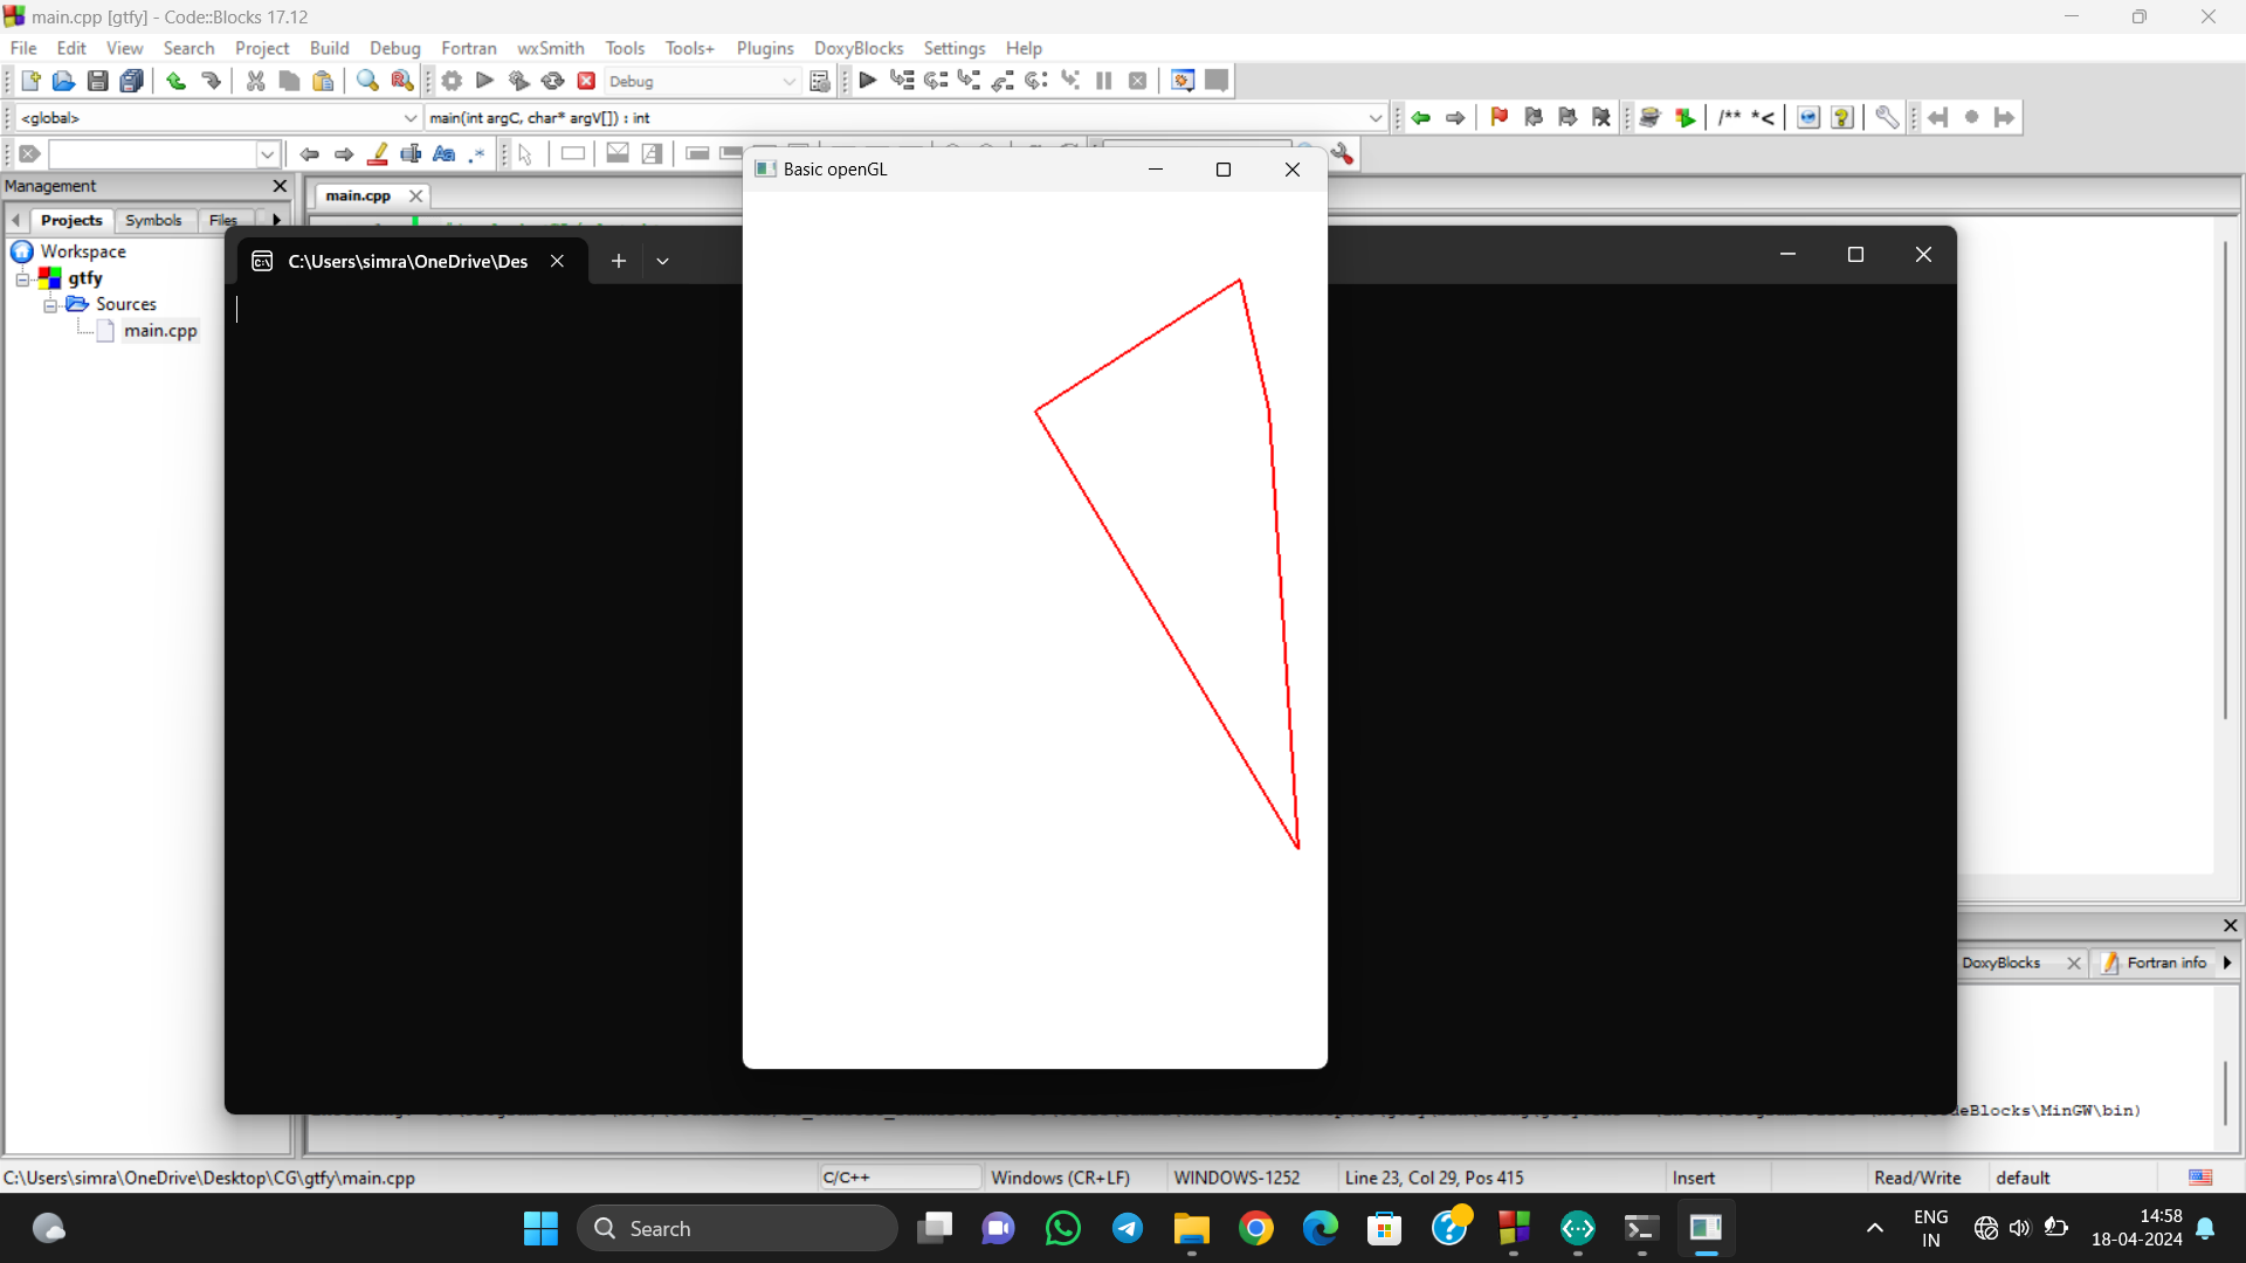 main.cpp [gtfy] - Code::Blocks 17.12
File Edit View Search Project Build Debug Fortran wxSmith Tools Tools+ Plugins DoxyBlocks Settings Help
Debug
<global>
main(int argC, char* argV[]) : int
/** *<
Aa .*
Management
main.cpp
Basic openGL
Projects Symbols Files
Workspace
gtfy
Sources
main.cpp
C:\Users\simra\OneDrive\Des
DoxyBlocks
Fortran info
eBlocks\MinGW\bin)
C:\Users\simra\OneDrive\Desktop\CG\gtfy\main.cpp C/C++ Windows (CR+LF) WINDOWS-1252 Line 23, Col 29, Pos 415 Insert Read/Write default
Search
ENG
IN
14:58
18-04-2024